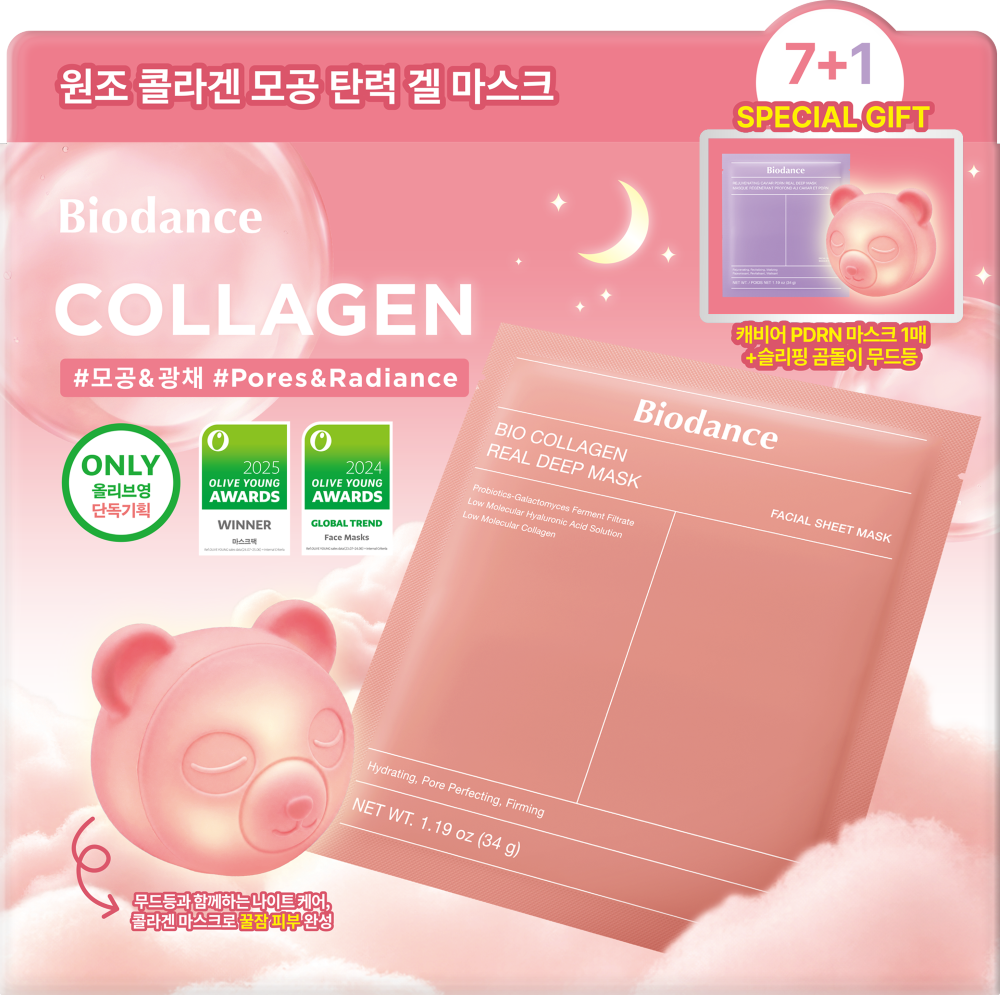 원조 콜라겐 모공 탄력 겔 마스크
7+1
SPECIAL GIFT
Biodance
캐비어 PDRN 마스크 1매
+슬리핑 곰돌이 무드등
Biodance
COLLAGEN
#모공&광채 #Pores&Radiance
ONLY
올리브영
단독기획
2025
OLIVE YOUNG
AWARDS
WINNER
마스크팩
2024
OLIVE YOUNG
AWARDS
GLOBAL TREND
Face Masks
Biodance
BIO COLLAGEN
REAL DEEP MASK
Probiotics-Galactomyces Ferment Filtrate
Low Molecular Hyaluronic Acid Solution
Low Molecular Collagen
FACIAL SHEET MASK
Hydrating, Pore Perfecting, Firming
NET WT. 1.19 oz (34 g)
무드등과 함께하는 나이트 케어,
콜라겐 마스크로 꿀잠 피부 완성